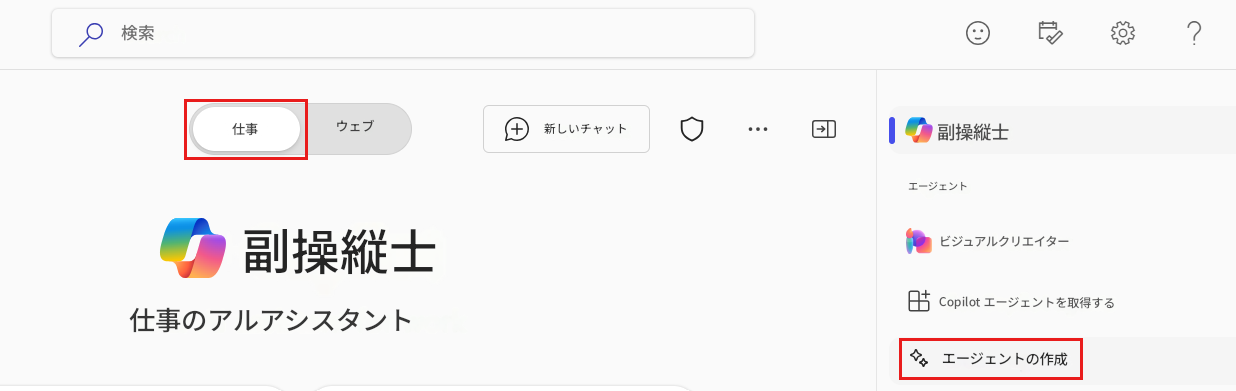 検索
仕事
ウェブ
新しいチャット
副操縦士
仕事のアルアシスタント
副操縦士
エージェント
ビジュアルクリエイター
Copilot エージェントを取得する
エージェントの作成